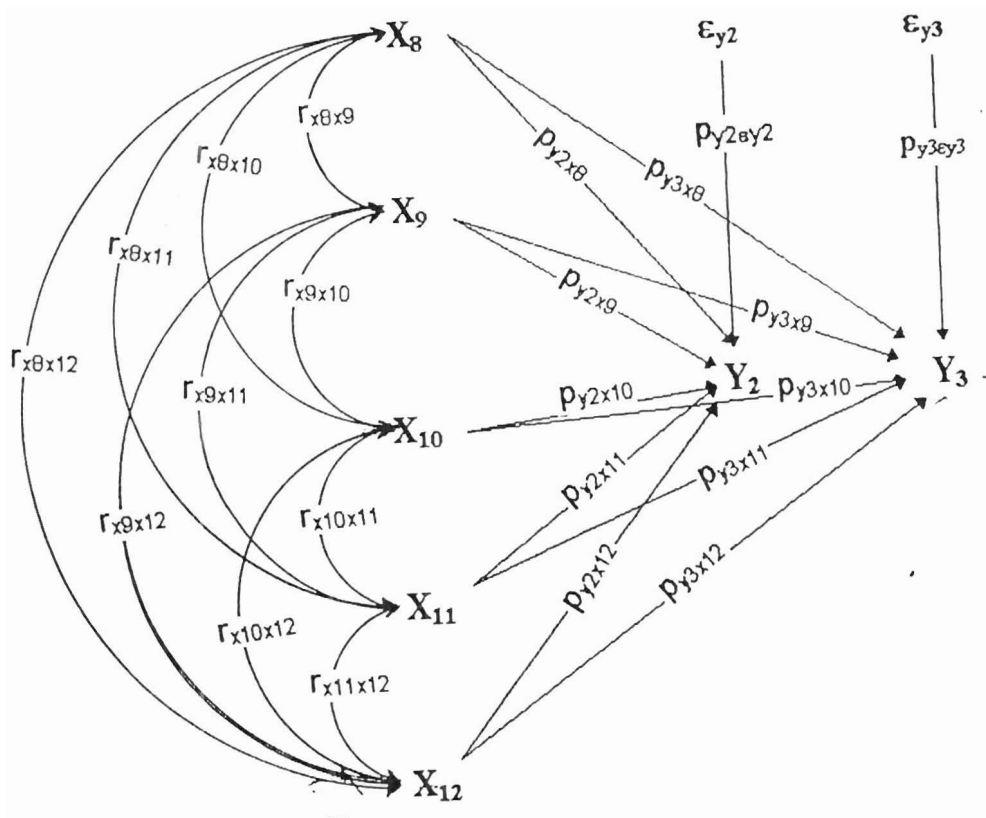 X₈
εy2
εy3
rx8x9
py2εy2
py3εy3
rx8x10
py2x8
py3x8
X₉
rx8x11
rx9x10
py2x9
py3x9
rx8x12
rx9x11
Y₂
Y₃
py2x10
py3x10
X₁₀
py2x11
py3x11
rx9x12
rx10x11
py2x12
py3x12
X₁₁
rx10x12
rx11x12
X₁₂